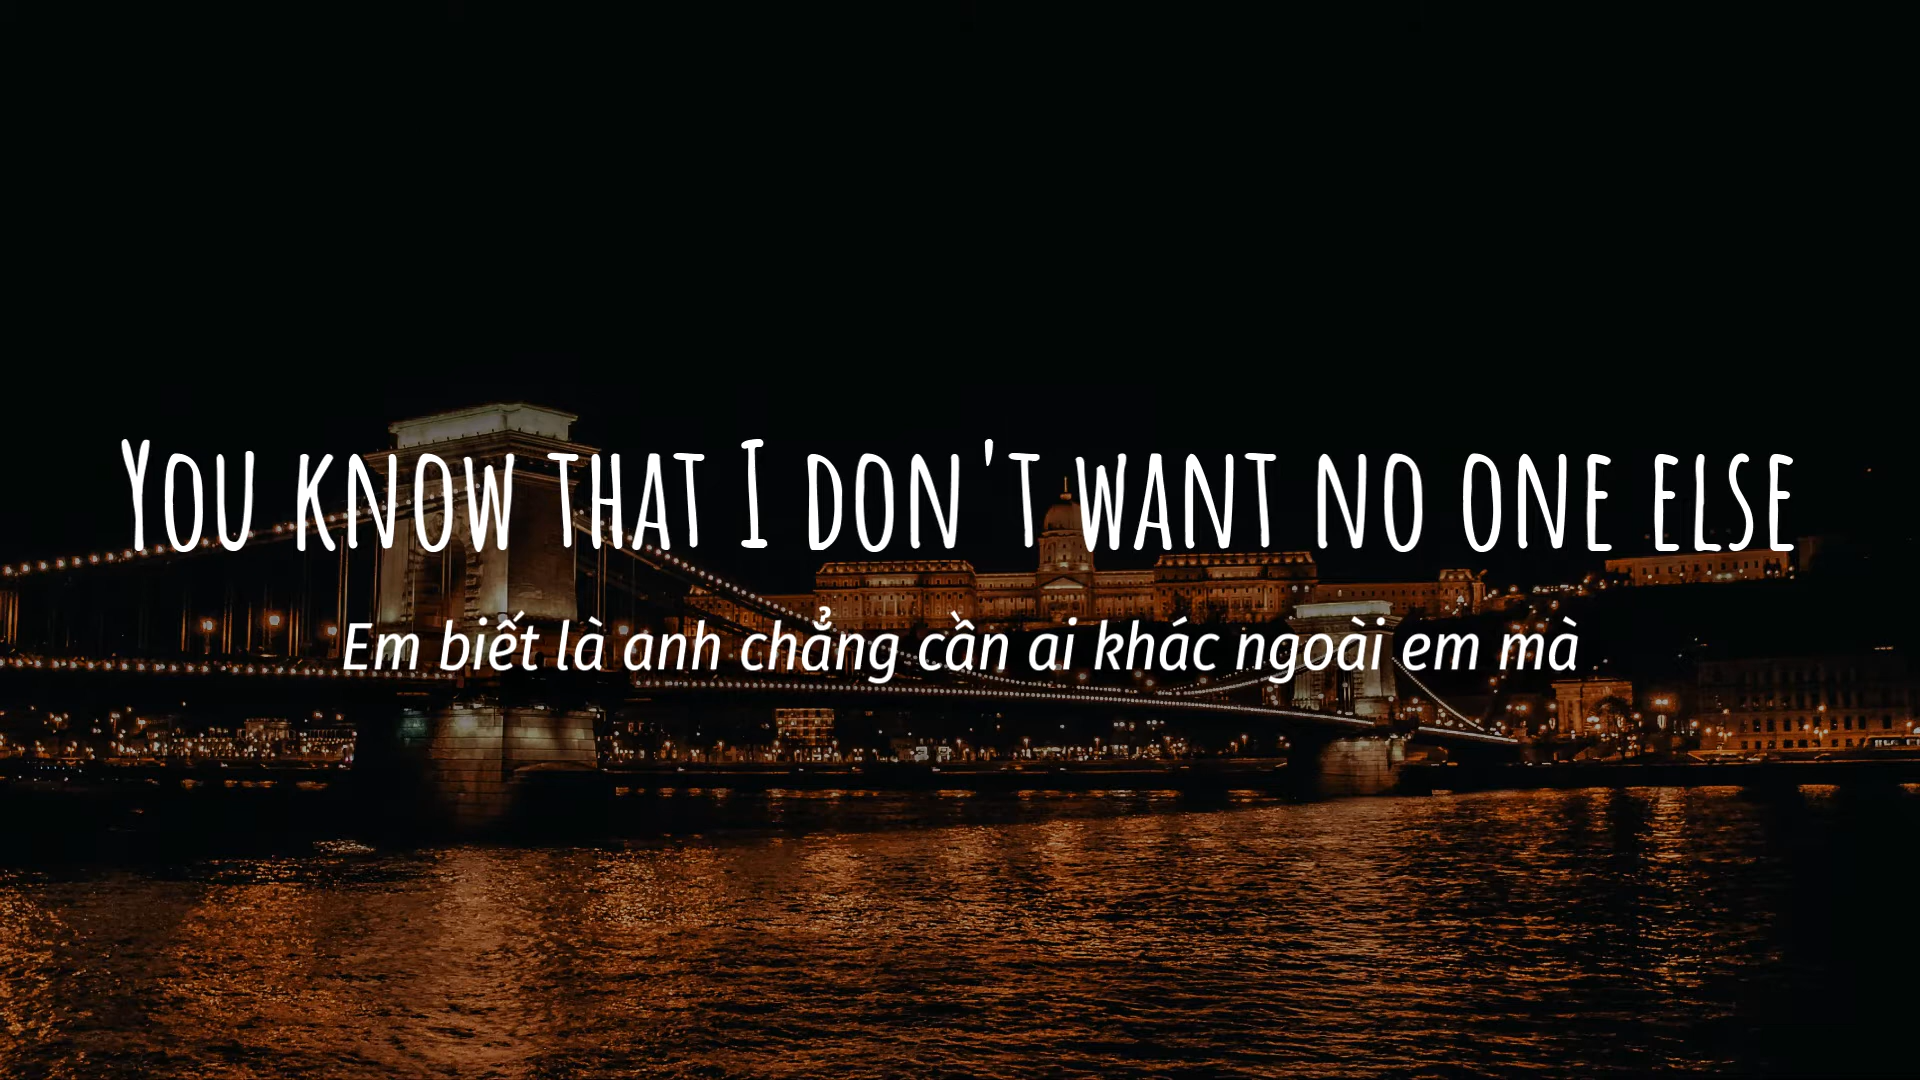 You know that I don't want no one else
Em biết là anh chẳng cần ai khác ngoài em mà